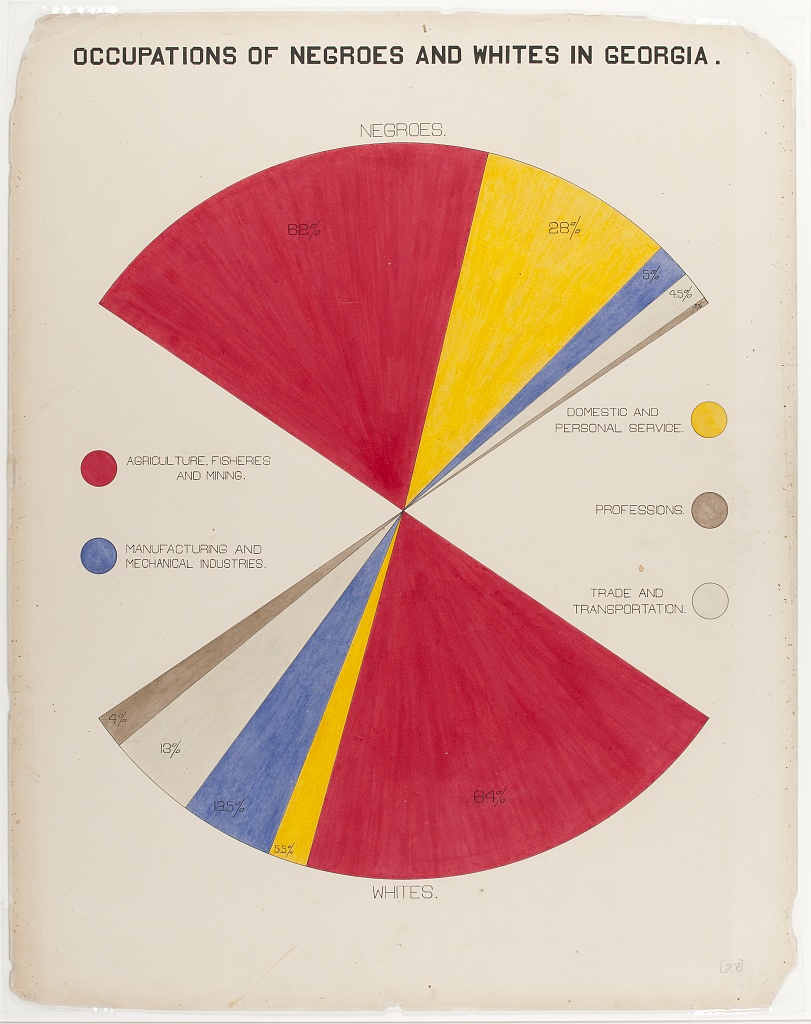 OCCUPATIONS OF NEGROES AND WHITES IN GEORGIA.
NEGROES.
62%
28%
5%
4.5%
DOMESTIC AND
PERSONAL SERVICE.
AGRICULTURE, FISHERIES
AND MINING.
PROFESSIONS.
MANUFACTURING AND
MECHANICAL INDUSTRIES.
TRADE AND
TRANSPORTATION.
4%
13%
13.5%
5.5%
64%
WHITES.